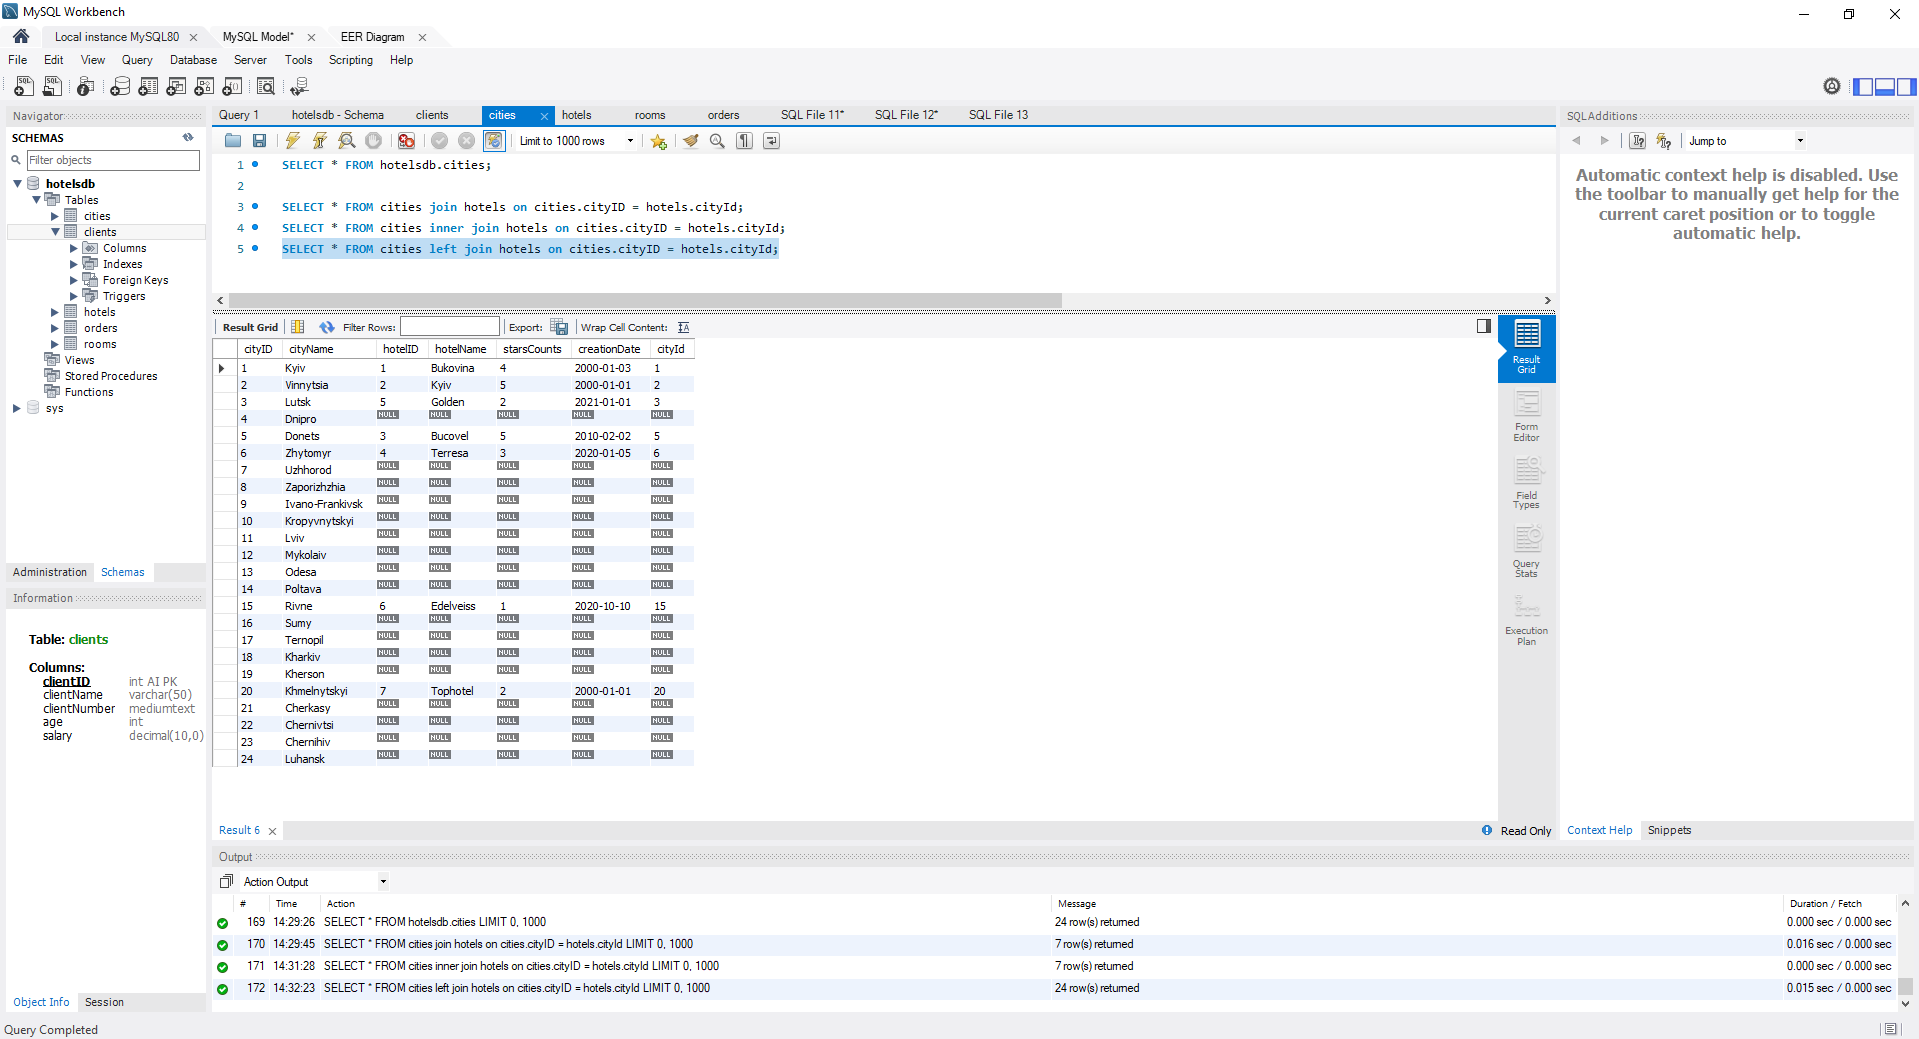 MySQL Workbench
Local instance MySQL80
MySQL Model*
EER Diagram
File Edit View Query Database Server Tools Scripting Help
Navigator
SCHEMAS
Filter objects
hotelsdb
Tables
cities
clients
Columns
Indexes
Foreign Keys
Triggers
hotels
orders
rooms
Views
Stored Procedures
Functions
sys
Administration Schemas
Information
Table: clients
Columns:
clientID int AI PK
clientName varchar(50)
clientNumber mediumtext
age int
salary decimal(10,0)
Object Info Session
Query 1 hotelsdb - Schema clients cities hotels rooms orders SQL File 11* SQL File 12* SQL File 13
Limit to 1000 rows
1 SELECT * FROM hotelsdb.cities;
2
3 SELECT * FROM cities join hotels on cities.cityID = hotels.cityId;
4 SELECT * FROM cities inner join hotels on cities.cityID = hotels.cityId;
5 SELECT * FROM cities left join hotels on cities.cityID = hotels.cityId;
Result Grid Filter Rows: Export: Wrap Cell Content:
cityID cityName hotelID hotelName starsCounts creationDate cityId
1 Kyiv 1 Bukovina 4 2000-01-03 1
2 Vinnytsia 2 Kyiv 5 2000-01-01 2
3 Lutsk 5 Golden 2 2021-01-01 3
4 Dnipro NULL NULL NULL NULL NULL
5 Donets 3 Bucovel 5 2010-02-02 5
6 Zhytomyr 4 Terresa 3 2020-01-05 6
7 Uzhhorod NULL NULL NULL NULL NULL
8 Zaporizhzhia NULL NULL NULL NULL NULL
9 Ivano-Frankivsk NULL NULL NULL NULL NULL
10 Kropyvnytskyi NULL NULL NULL NULL NULL
11 Lviv NULL NULL NULL NULL NULL
12 Mykolaiv NULL NULL NULL NULL NULL
13 Odesa NULL NULL NULL NULL NULL
14 Poltava NULL NULL NULL NULL NULL
15 Rivne 6 Edelveiss 1 2020-10-10 15
16 Sumy NULL NULL NULL NULL NULL
17 Ternopil NULL NULL NULL NULL NULL
18 Kharkiv NULL NULL NULL NULL NULL
19 Kherson NULL NULL NULL NULL NULL
20 Khmelnytskyi 7 Tophotel 2 2000-01-01 20
21 Cherkasy NULL NULL NULL NULL NULL
22 Chernivtsi NULL NULL NULL NULL NULL
23 Chernihiv NULL NULL NULL NULL NULL
24 Luhansk NULL NULL NULL NULL NULL
Result
Grid
Form
Editor
Field
Types
Query
Stats
Execution
Plan
Result 6
Read Only
SQLAdditions
Jump to
Automatic context help is disabled. Use
the toolbar to manually get help for the
current caret position or to toggle
automatic help.
Context Help Snippets
Output
Action Output
# Time Action Message Duration / Fetch
169 14:29:26 SELECT * FROM hotelsdb.cities LIMIT 0, 1000 24 row(s) returned 0.000 sec / 0.000 sec
170 14:29:45 SELECT * FROM cities join hotels on cities.cityID = hotels.cityId LIMIT 0, 1000 7 row(s) returned 0.016 sec / 0.000 sec
171 14:31:28 SELECT * FROM cities inner join hotels on cities.cityID = hotels.cityId LIMIT 0, 1000 7 row(s) returned 0.000 sec / 0.000 sec
172 14:32:23 SELECT * FROM cities left join hotels on cities.cityID = hotels.cityId LIMIT 0, 1000 24 row(s) returned 0.015 sec / 0.000 sec
Query Completed